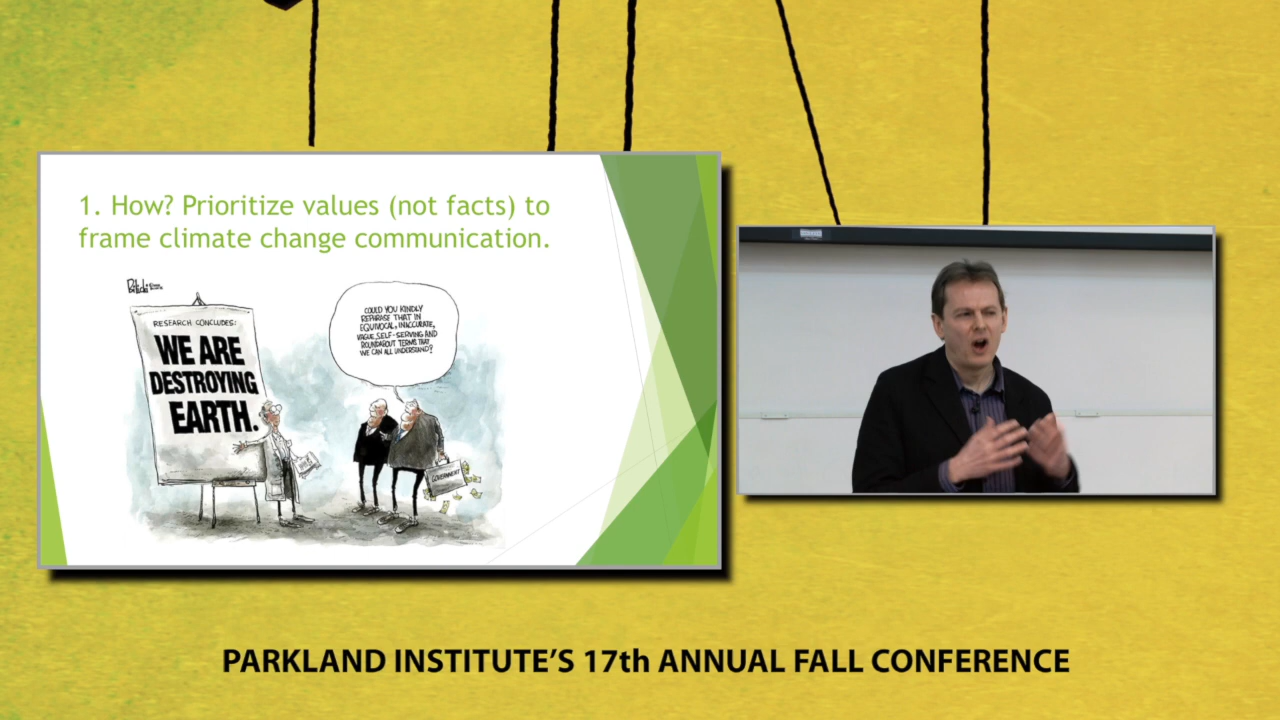 1. How? Prioritize values (not facts) to
frame climate change communication.
RESEARCH CONCLUDES:
WE ARE
DESTROYING
EARTH.
COULD YOU KINDLY
REPHRASE THAT IN
EQUIVOCAL, INACCURATE,
VAGUE, SELF-SERVING AND
ROUNDABOUT TERMS THAT
WE CAN ALL UNDERSTAND?
GOVERNMENT
PARKLAND INSTITUTE'S 17th ANNUAL FALL CONFERENCE